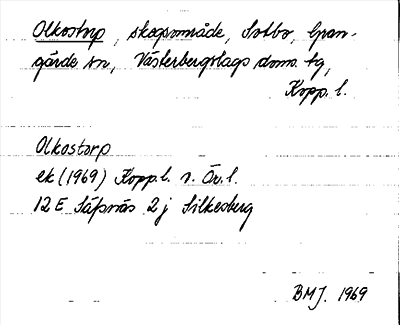 Olkostorp, skogsområde, Sotbo, Gran-
gärde sn, Västerbergslags doms. tg,
Kopp. l.
Olkostorp
ek (1969) Kopp. l. o. Ör. l.
12 E Säfsnäs 2 j Silkesberg
BMJ. 1969